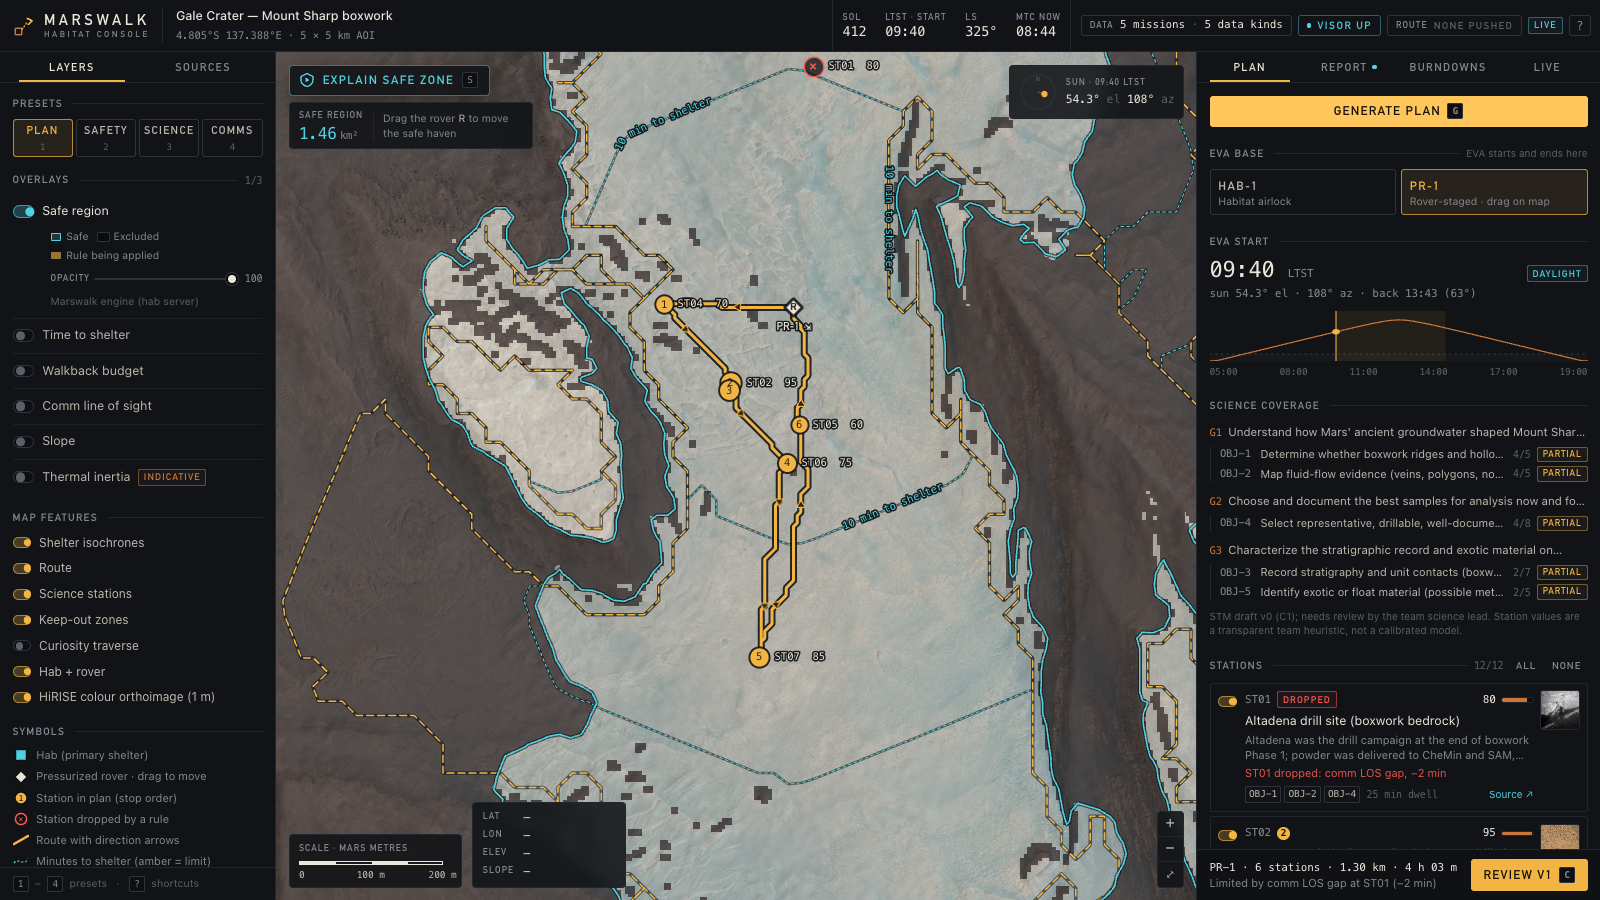 MARSWALK
HABITAT CONSOLE
Gale Crater — Mount Sharp boxwork
4.805°S 137.388°E · 5 × 5 km AOI
SOL
412
LTST · START
09:40
LS
325°
MTC NOW
08:44
DATA 5 missions · 5 data kinds
VISOR UP
ROUTE NONE PUSHED
LIVE
?
LAYERS
SOURCES
PRESETS
PLAN
1
SAFETY
2
SCIENCE
3
COMMS
4
OVERLAYS
1/3
Safe region
Safe
Excluded
Rule being applied
OPACITY
100
Marswalk engine (hab server)
Time to shelter
Walkback budget
Comm line of sight
Slope
Thermal inertia
INDICATIVE
MAP FEATURES
Shelter isochrones
Route
Science stations
Keep-out zones
Curiosity traverse
Hab + rover
HiRISE colour orthoimage (1 m)
SYMBOLS
Hab (primary shelter)
Pressurized rover · drag to move
1 Station in plan (stop order)
Station dropped by a rule
Route with direction arrows
Minutes to shelter (amber = limit)
1 – 4 presets · ? shortcuts
EXPLAIN SAFE ZONE S
SAFE REGION
1.46 km²
Drag the rover R to move
the safe haven
ST01 80
SUN · 09:40 LTST
54.3° el 108° az
N
10 min to shelter
10 min to shelter
10 min to shelter
1 ST04 70
R
PR-1
2
3 ST02 95
6 ST05 60
4 ST06 75
5 ST07 85
SCALE · MARS METRES
0 100 m 200 m
LAT —
LON —
ELEV —
SLOPE —
+
−
PLAN
REPORT
BURNDOWNS
LIVE
GENERATE PLAN G
EVA BASE
EVA starts and ends here
HAB-1
Habitat airlock
PR-1
Rover-staged · drag on map
EVA START
09:40 LTST
DAYLIGHT
sun 54.3° el · 108° az · back 13:43 (63°)
05:00 08:00 11:00 14:00 17:00 19:00
SCIENCE COVERAGE
G1 Understand how Mars' ancient groundwater shaped Mount Shar...
OBJ-1 Determine whether boxwork ridges and hollo... 4/5 PARTIAL
OBJ-2 Map fluid-flow evidence (veins, polygons, no... 4/5 PARTIAL
G2 Choose and document the best samples for analysis now and fo...
OBJ-4 Select representative, drillable, well-docume... 4/8 PARTIAL
G3 Characterize the stratigraphic record and exotic material on...
OBJ-3 Record stratigraphy and unit contacts (boxw... 2/7 PARTIAL
OBJ-5 Identify exotic or float material (possible met... 2/5 PARTIAL
STM draft v0 (C1); needs review by the team science lead. Station values are
a transparent team heuristic, not a calibrated model.
STATIONS
12/12 ALL NONE
ST01 DROPPED
80
Altadena drill site (boxwork bedrock)
Altadena was the drill campaign at the end of boxwork
Phase 1; powder was delivered to CheMin and SAM,...
ST01 dropped: comm LOS gap, −2 min
OBJ-1 OBJ-2 OBJ-4 25 min dwell
Source ↗
ST02 2
95
PR-1 · 6 stations · 1.30 km · 4 h 03 m
Limited by comm LOS gap at ST01 (−2 min)
REVIEW V1 C